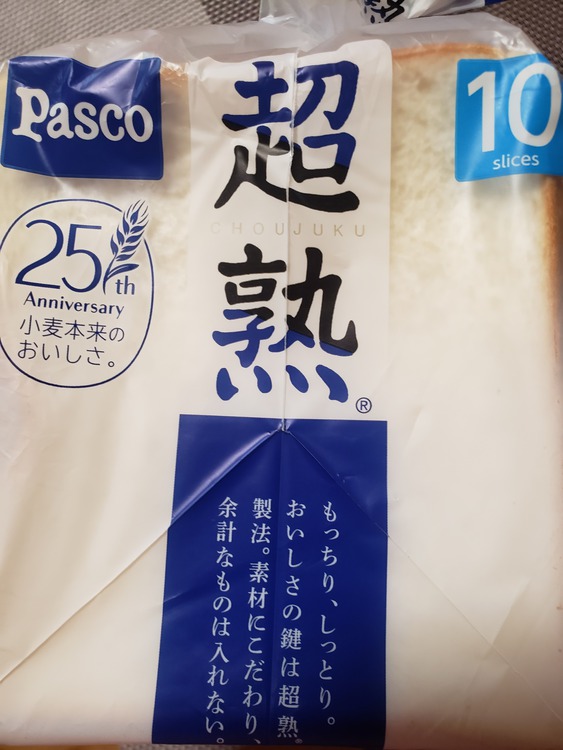 Pasco
超熟
CHOUJUKU
®
10
slices
25th
Anniversary
小麦本来の
おいしさ。
もっちり、しっとり。
おいしさの鍵は超熟®
製法。素材にこだわり、
余計なものは入れない。